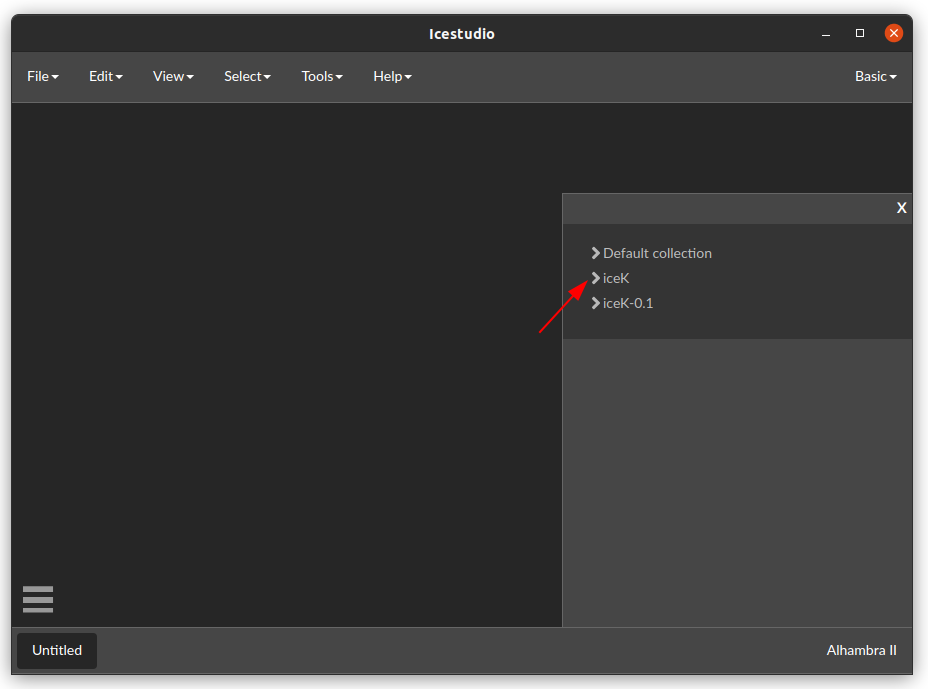 Icestudio
File Edit View Select Tools Help Basic
X
Default collection
iceK
iceK-0.1
Untitled Alhambra II